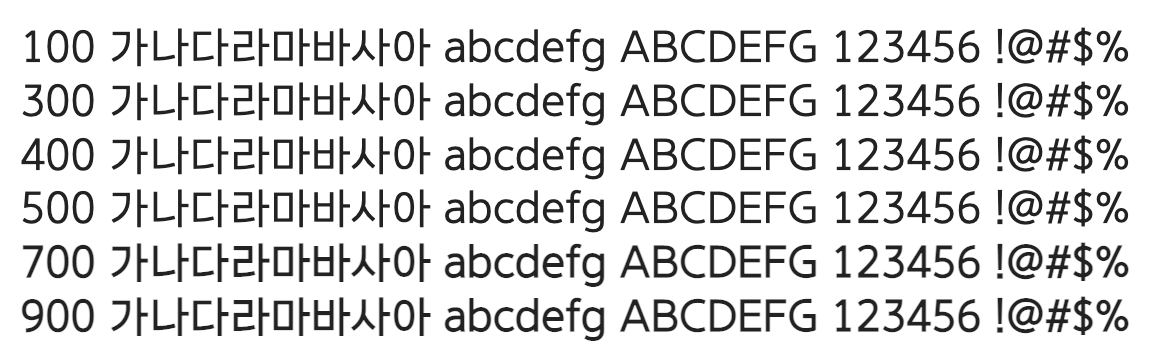 100 가나다라마바사아 abcdefg ABCDEFG 123456 !@#$%
300 가나다라마바사아 abcdefg ABCDEFG 123456 !@#$%
400 가나다라마바사아 abcdefg ABCDEFG 123456 !@#$%
500 가나다라마바사아 abcdefg ABCDEFG 123456 !@#$%
700 가나다라마바사아 abcdefg ABCDEFG 123456 !@#$%
900 가나다라마바사아 abcdefg ABCDEFG 123456 !@#$%